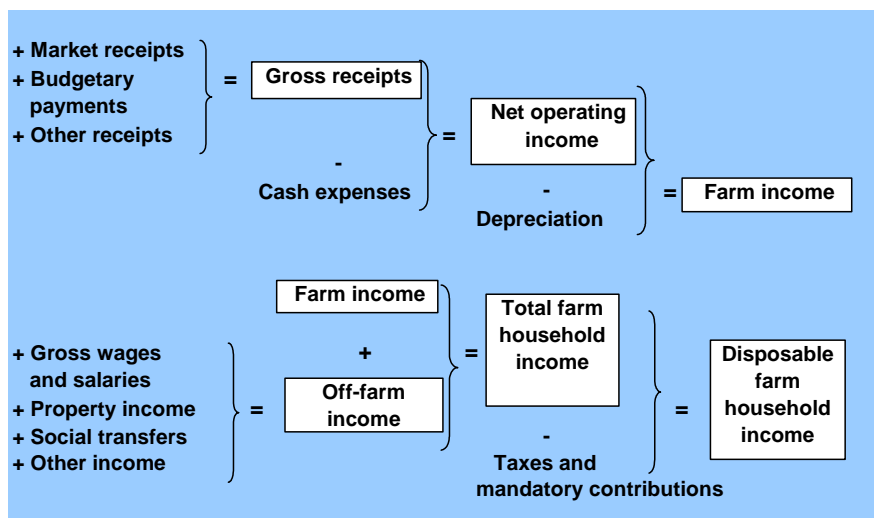 + Market receipts
+ Budgetary
payments
+ Other receipts
=
Gross receipts
-
Cash expenses
=
Net operating
income
-
Depreciation
=
Farm income
+ Gross wages
and salaries
+ Property income
+ Social transfers
+ Other income
=
Farm income
+
Off-farm
income
=
Total farm
household
income
-
Taxes and
mandatory contributions
=
Disposable
farm
household
income